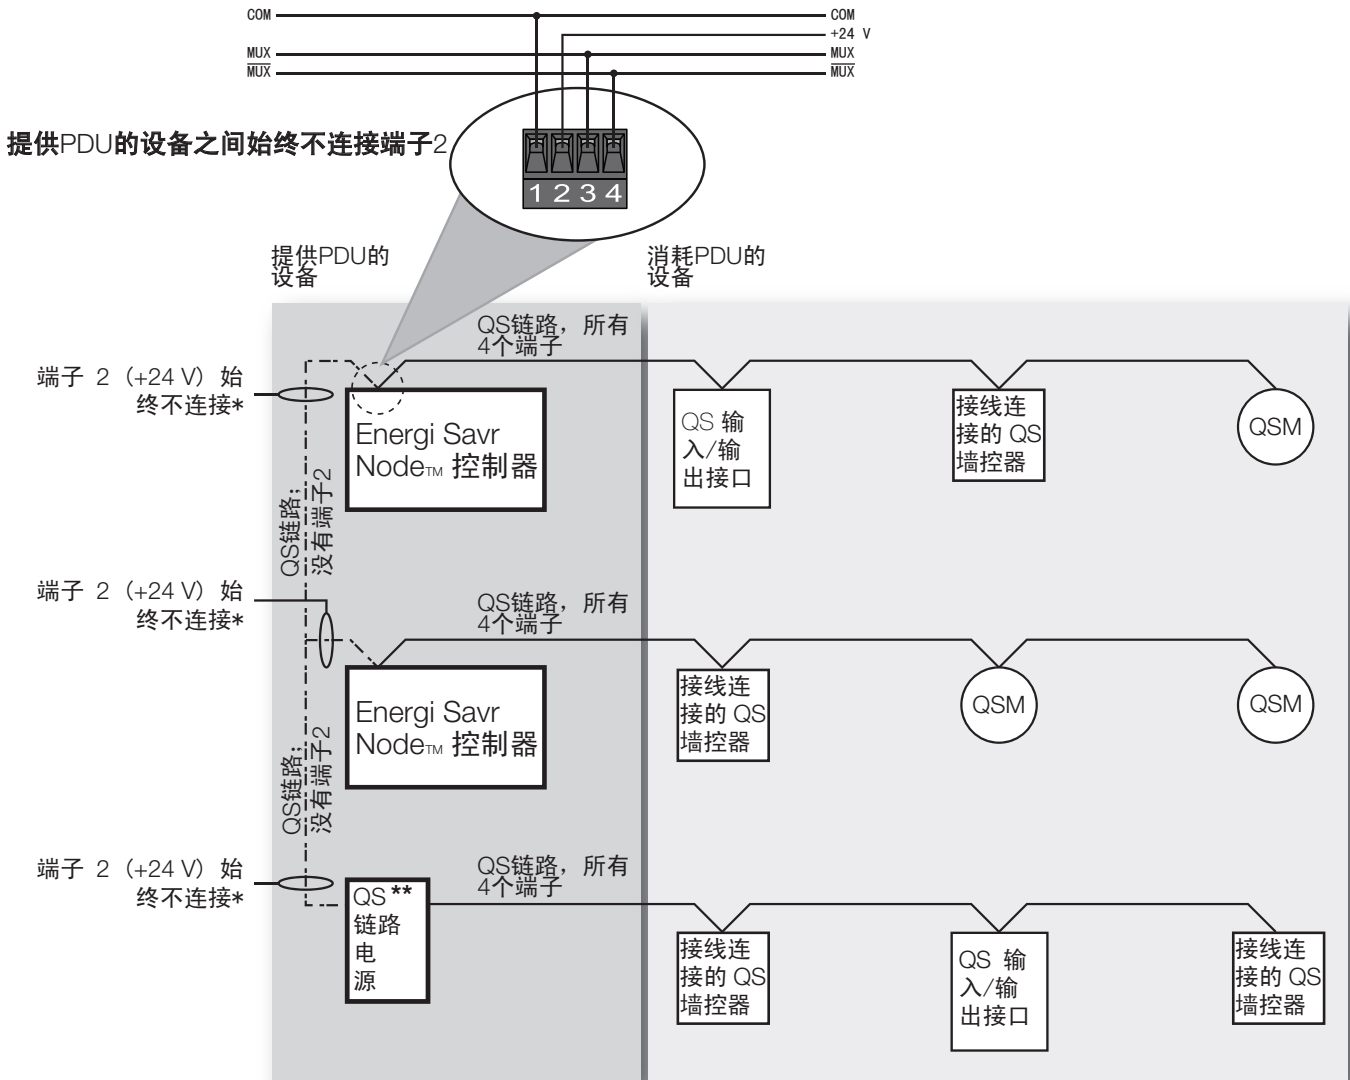 COM
COM
+24 V
MUX
MUX
MUX
MUX
提供PDU的设备之间始终不连接端子2
1 2 3 4
提供PDU的
设备
消耗PDU的
设备
QS链路，所有
4个端子
端子 2（+24 V）始
终不连接*
Energi Savr
Node™ 控制器
QS 输
入/输
出接口
接线连
接的 QS
墙控器
QSM
QS链路；
没有端子2
端子 2（+24 V）始
终不连接*
QS链路，所有
4个端子
Energi Savr
Node™ 控制器
接线连
接的 QS
墙控器
QSM
QSM
QS链路；
没有端子2
端子 2（+24 V）始
终不连接*
QS链路，所有
4个端子
QS **
链路
电
源
接线连
接的 QS
墙控器
QS 输
入/输
出接口
接线连
接的 QS
墙控器